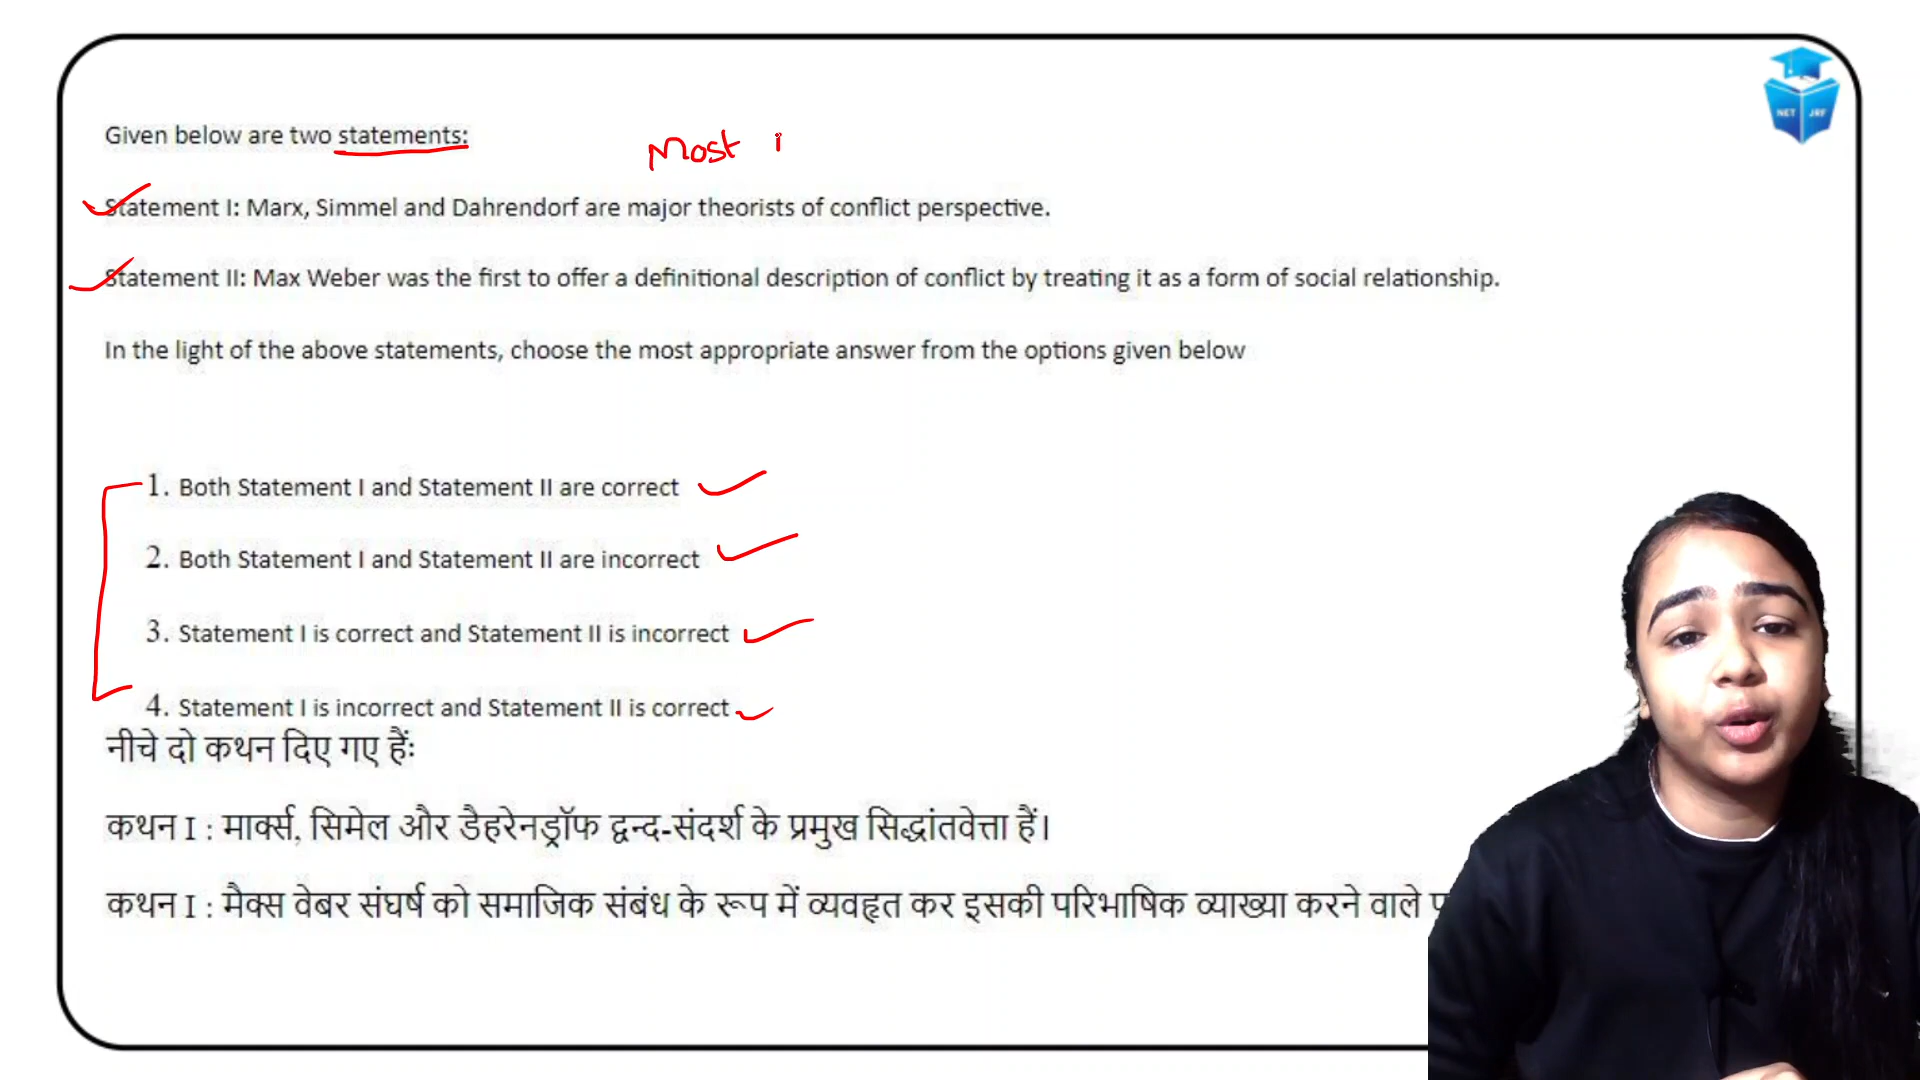 Given below are two statements:
Most
NET JRF
Statement I: Marx, Simmel and Dahrendorf are major theorists of conflict perspective.
Statement II: Max Weber was the first to offer a definitional description of conflict by treating it as a form of social relationship.
In the light of the above statements, choose the most appropriate answer from the options given below
1. Both Statement I and Statement II are correct
2. Both Statement I and Statement II are incorrect
3. Statement I is correct and Statement II is incorrect
4. Statement I is incorrect and Statement II is correct
नीचे दो कथन दिए गए हैं:
कथन I : मार्क्स, सिमेल और डैहरेनड्रॉफ द्वन्द-संदर्श के प्रमुख सिद्धांतवेत्ता हैं।
कथन I : मैक्स वेबर संघर्ष को समाजिक संबंध के रूप में व्यवहृत कर इसकी परिभाषिक व्याख्या करने वाले